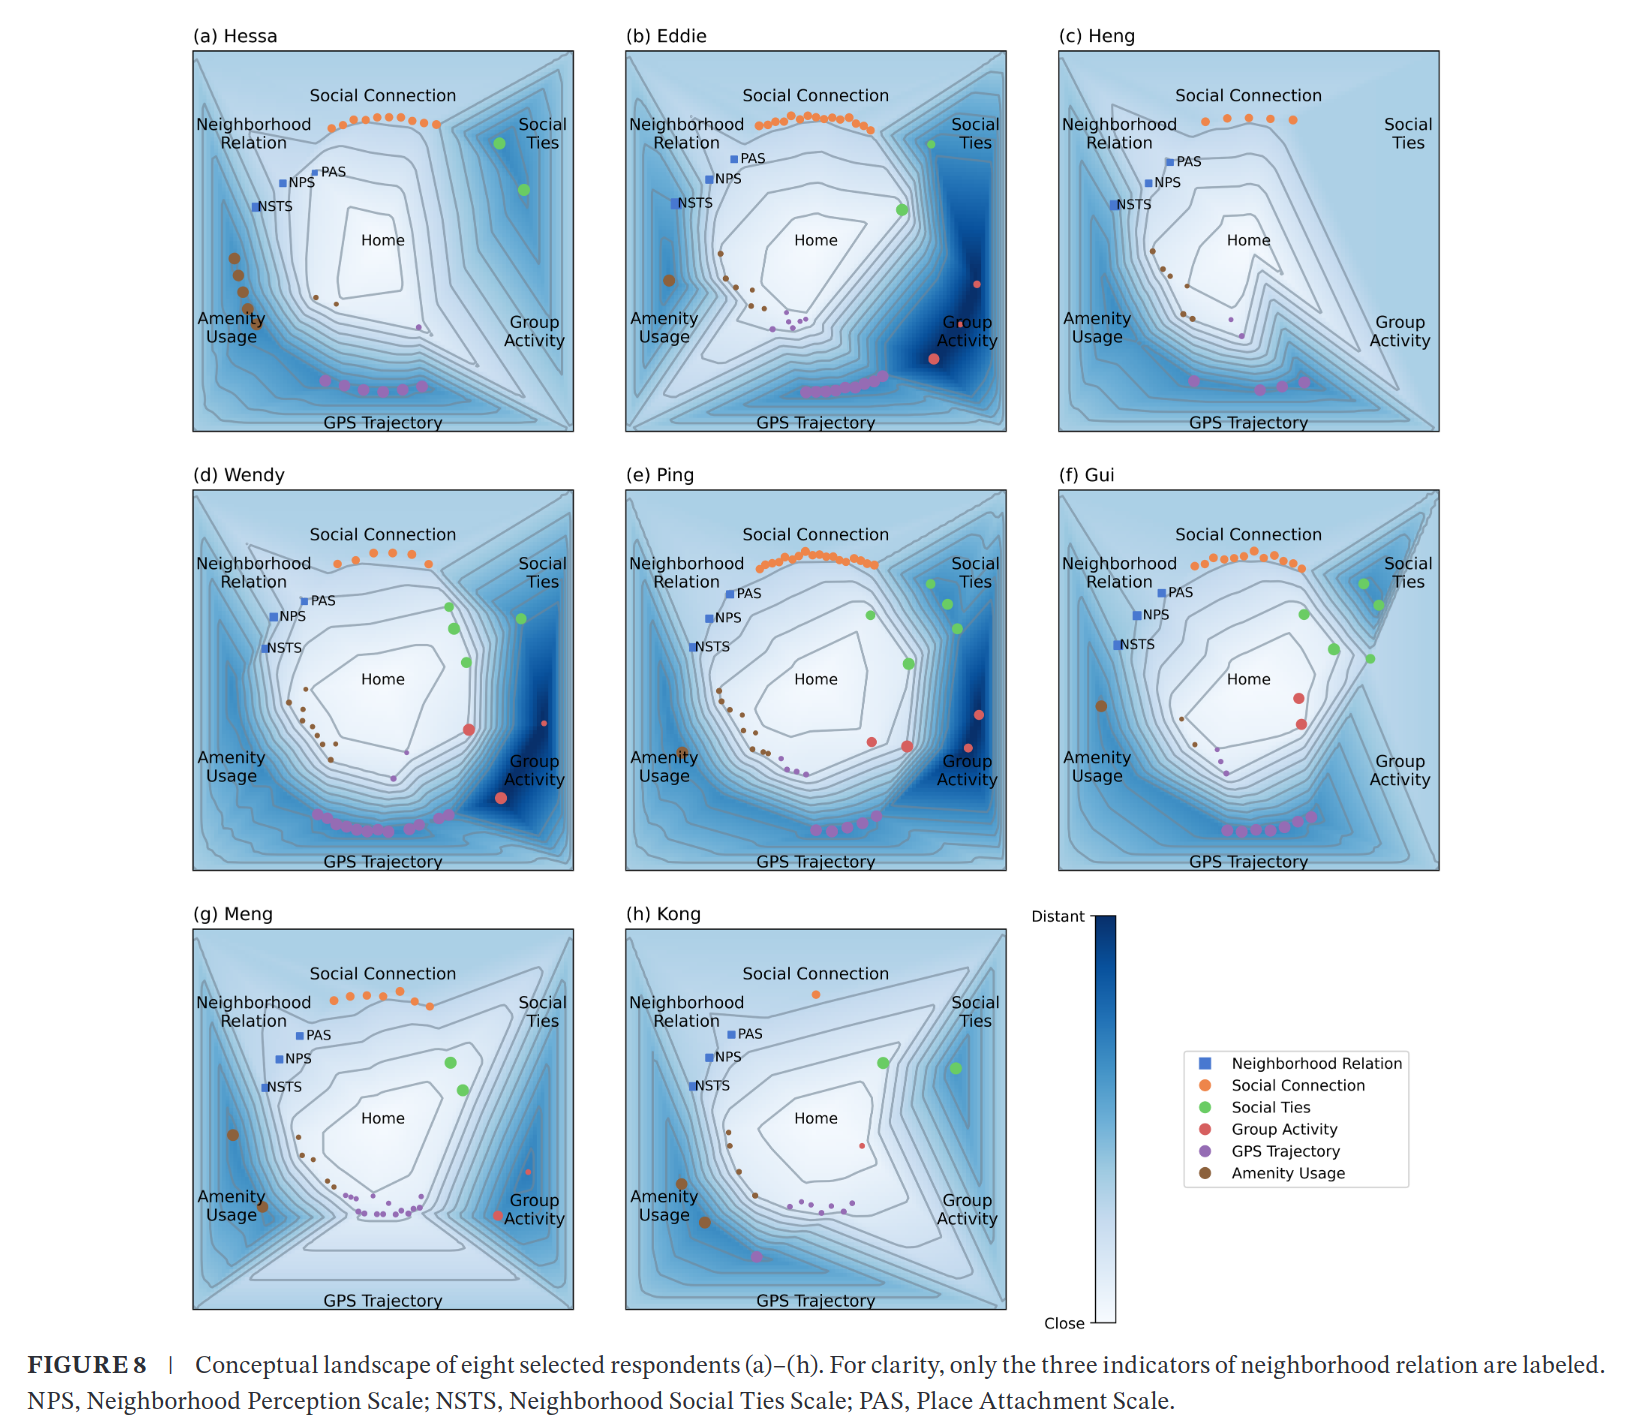 (a) Hessa
Social Connection
Neighborhood
Relation
Social
Ties
PAS
NPS
NSTS
Home
Amenity
Usage
Group
Activity
GPS Trajectory
(b) Eddie
Social Connection
Neighborhood
Relation
Social
Ties
PAS
NPS
NSTS
Home
Amenity
Usage
Group
Activity
GPS Trajectory
(c) Heng
Social Connection
Neighborhood
Relation
Social
Ties
PAS
NPS
NSTS
Home
Amenity
Usage
Group
Activity
GPS Trajectory
(d) Wendy
Social Connection
Neighborhood
Relation
Social
Ties
PAS
NPS
NSTS
Home
Amenity
Usage
Group
Activity
GPS Trajectory
(e) Ping
Social Connection
Neighborhood
Relation
Social
Ties
PAS
NPS
NSTS
Home
Amenity
Usage
Group
Activity
GPS Trajectory
(f) Gui
Social Connection
Neighborhood
Relation
Social
Ties
PAS
NPS
NSTS
Home
Amenity
Usage
Group
Activity
GPS Trajectory
(g) Meng
Social Connection
Neighborhood
Relation
Social
Ties
PAS
NPS
NSTS
Home
Amenity
Usage
Group
Activity
GPS Trajectory
(h) Kong
Social Connection
Neighborhood
Relation
Social
Ties
PAS
NPS
NSTS
Home
Amenity
Usage
Group
Activity
GPS Trajectory
Distant
Close
Neighborhood Relation
Social Connection
Social Ties
Group Activity
GPS Trajectory
Amenity Usage
FIGURE 8 | Conceptual landscape of eight selected respondents (a)–(h). For clarity, only the three indicators of neighborhood relation are labeled.
NPS, Neighborhood Perception Scale; NSTS, Neighborhood Social Ties Scale; PAS, Place Attachment Scale.